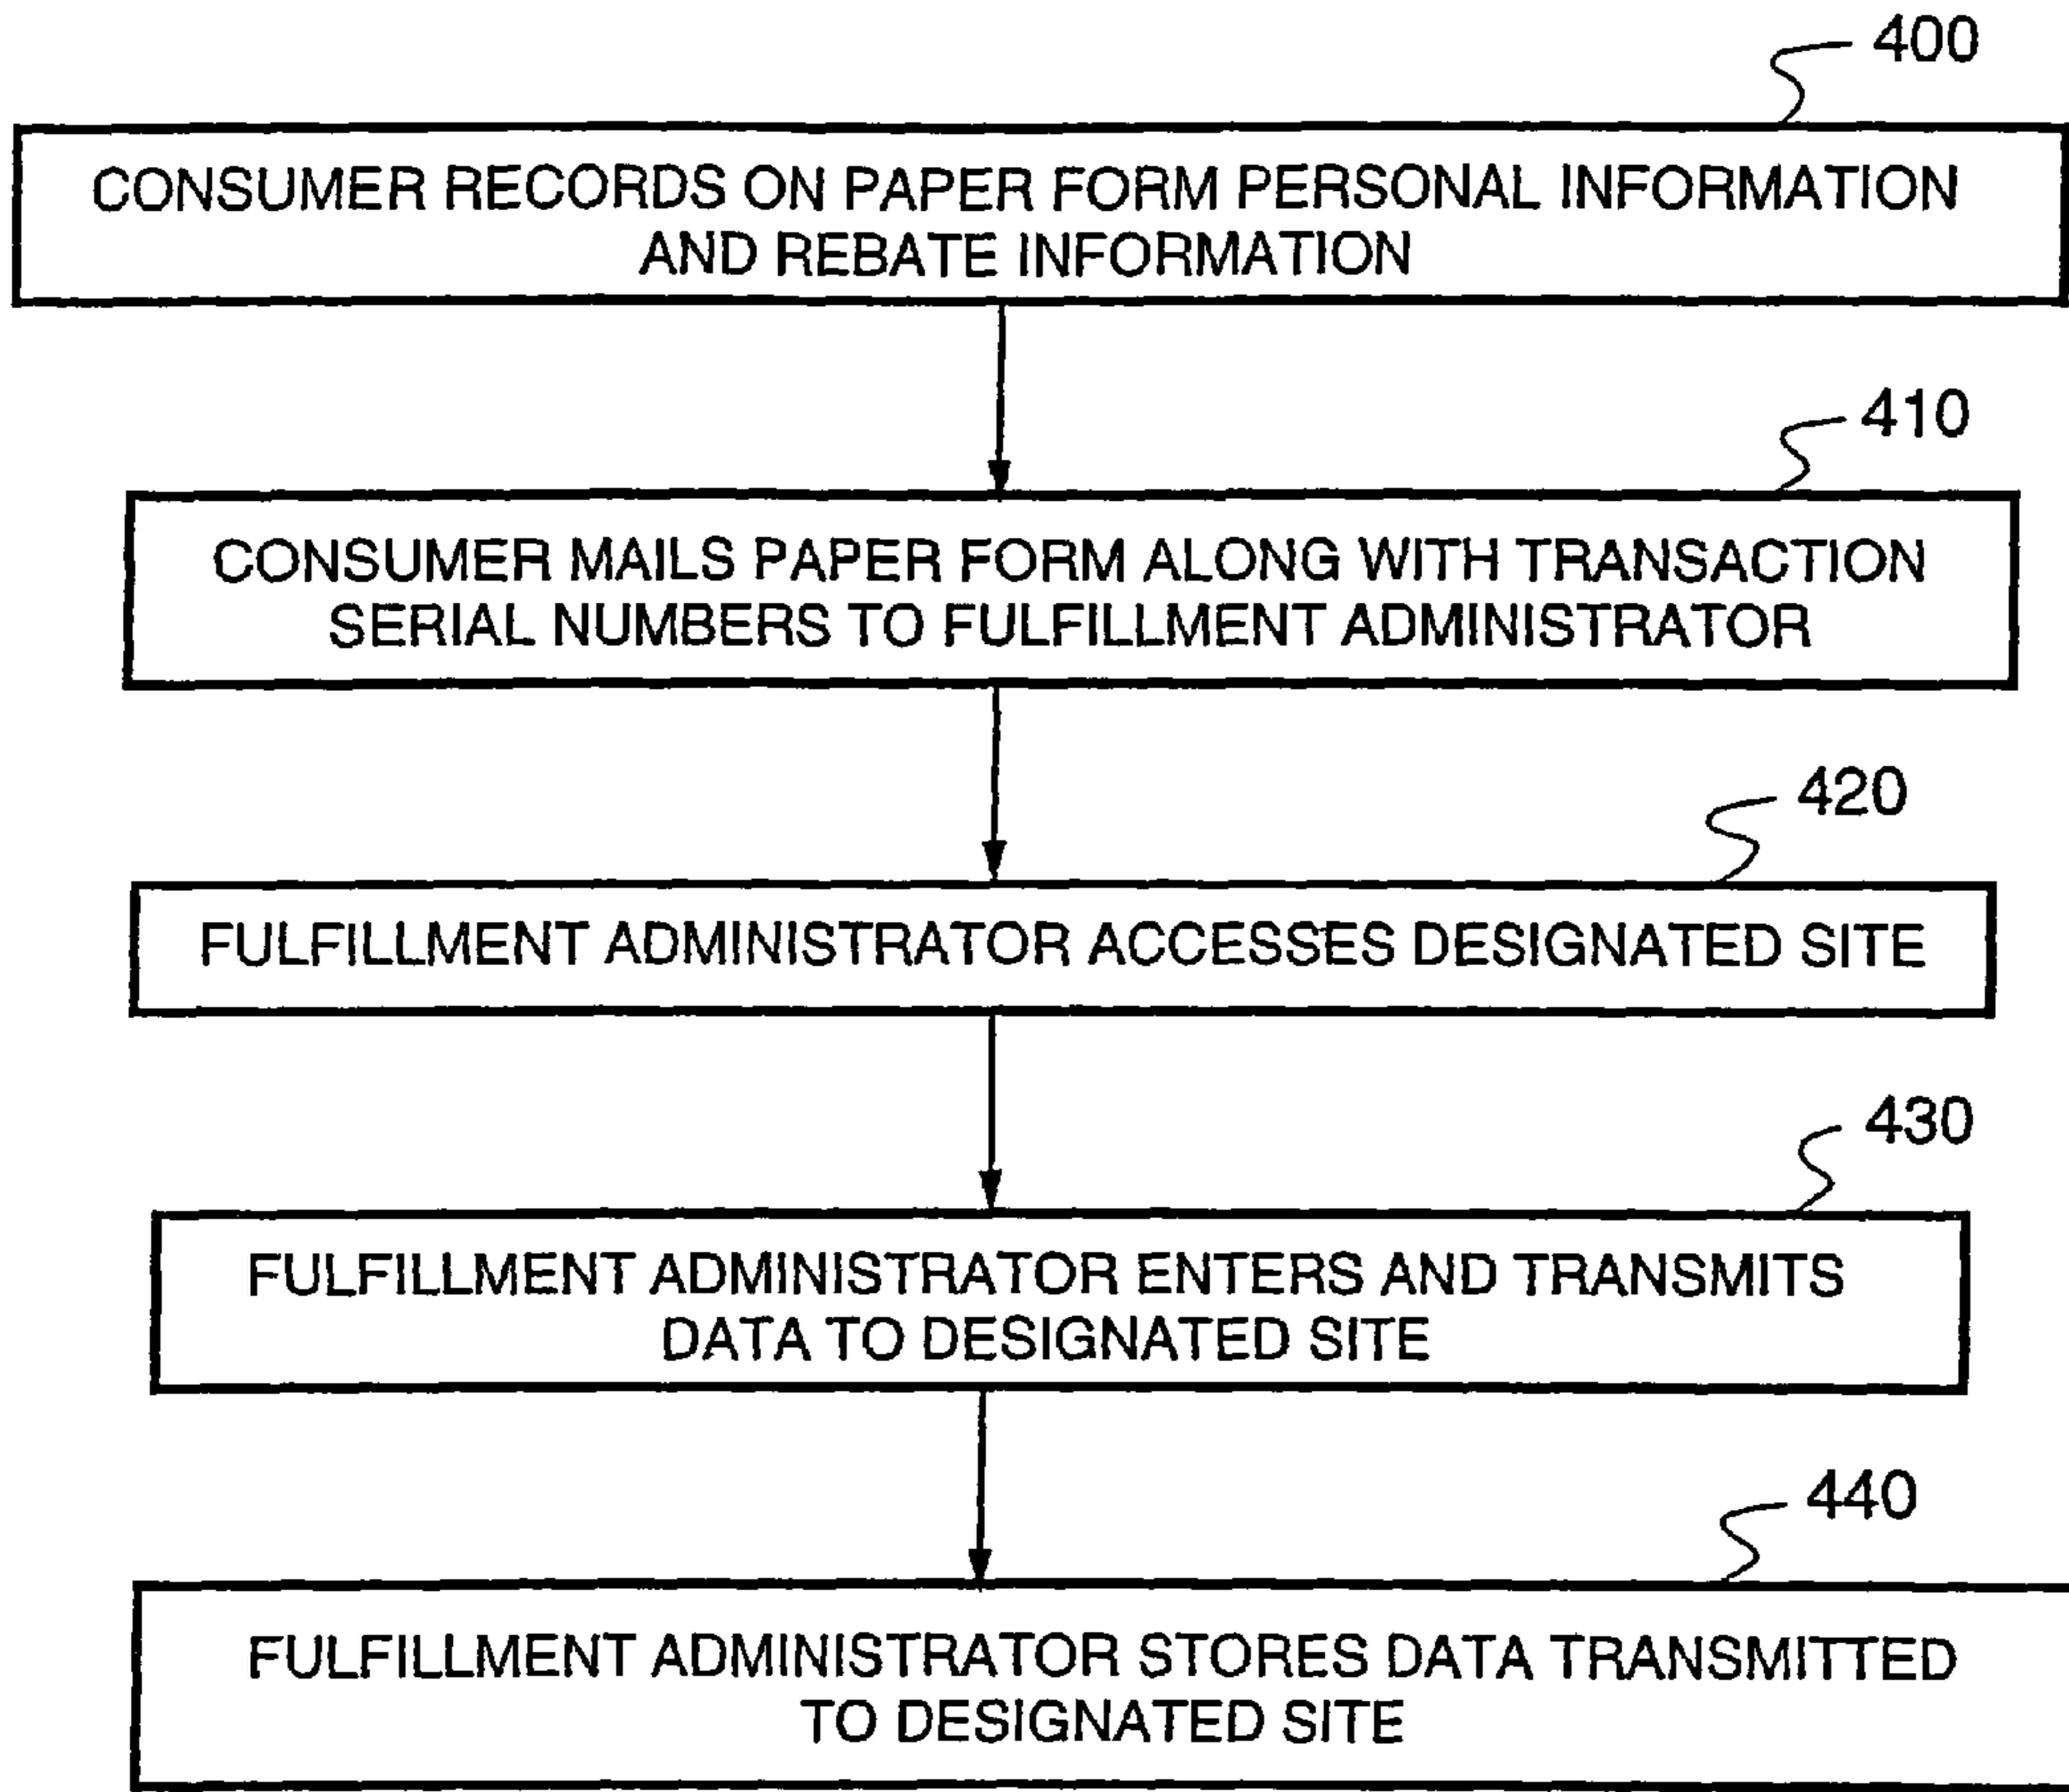 400
CONSUMER RECORDS ON PAPER FORM PERSONAL INFORMATION
AND REBATE INFORMATION
410
CONSUMER MAILS PAPER FORM ALONG WITH TRANSACTION
SERIAL NUMBERS TO FULFILLMENT ADMINISTRATOR
420
FULFILLMENT ADMINISTRATOR ACCESSES DESIGNATED SITE
430
FULFILLMENT ADMINISTRATOR ENTERS AND TRANSMITS
DATA TO DESIGNATED SITE
440
FULFILLMENT ADMINISTRATOR STORES DATA TRANSMITTED
TO DESIGNATED SITE